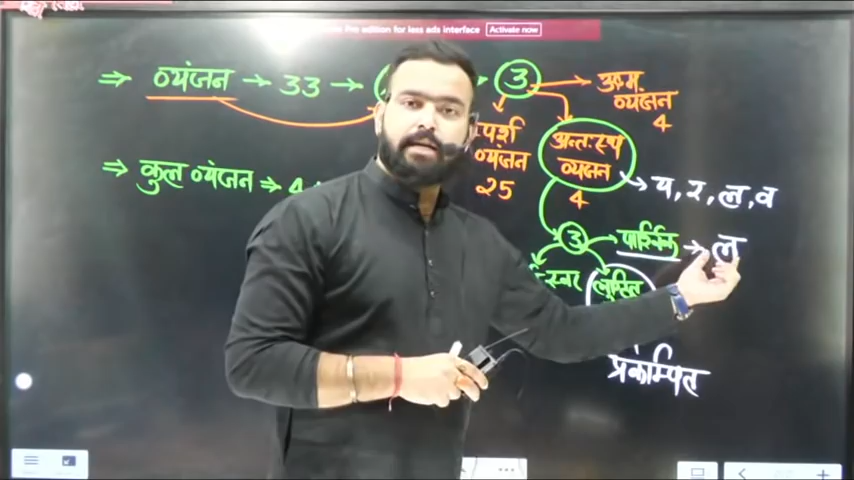 the edition for less ads interface
Activate now
⇒ व्यंजन → 33 →
3
ऊष्म
व्यंजन
4
स्पर्श
व्यंजन
25
अन्तःस्थ
व्यंजन
4
→ य, र, ल, व
⇒ कुल व्यंजन ⇒ 4
3
पार्श्विक → ल
स्वर
लुण्ठित
प्रकम्पित